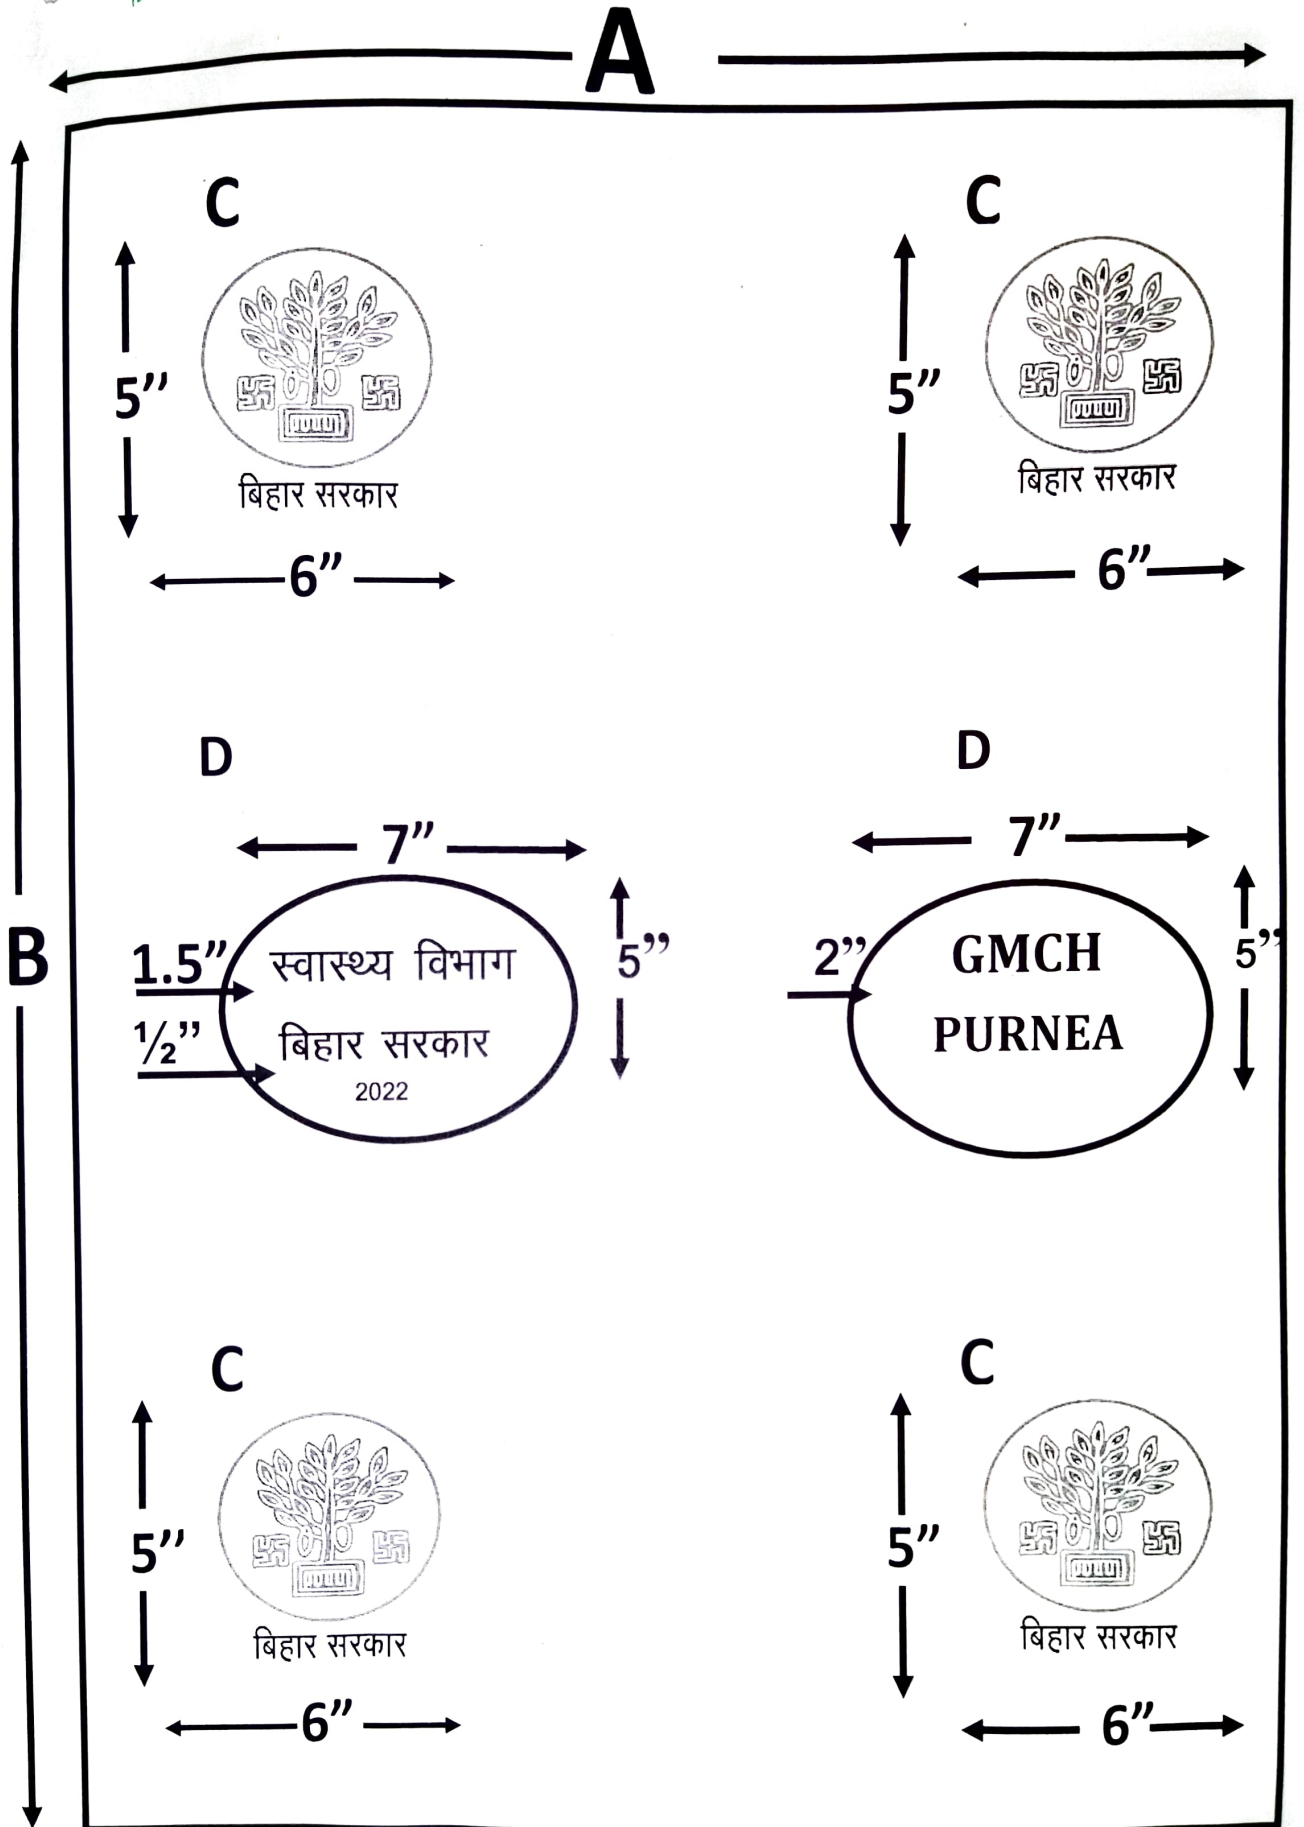 A
C
C
5”
5”
बिहार सरकार
बिहार सरकार
6”
6”
D
D
7”
7”
B
1.5”
स्वास्थ्य विभाग
5”
½”
बिहार सरकार
2022
2”
GMCH
5”
PURNEA
C
C
5”
5”
बिहार सरकार
बिहार सरकार
6”
6”